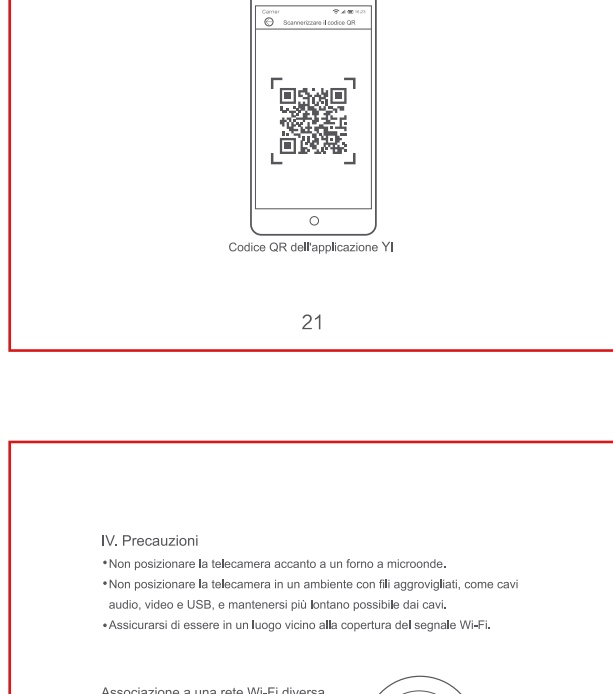 Carrier
Scannerizzare il codice QR
Codice QR dell'applicazione YI
21
IV. Precauzioni
•Non posizionare la telecamera accanto a un forno a microonde.
•Non posizionare la telecamera in un ambiente con fili aggrovigliati, come cavi
audio, video e USB, e mantenersi più lontano possibile dai cavi.
•Assicurarsi di essere in un luogo vicino alla copertura del segnale Wi-Fi.
Associazione a una rete Wi-Fi diversa